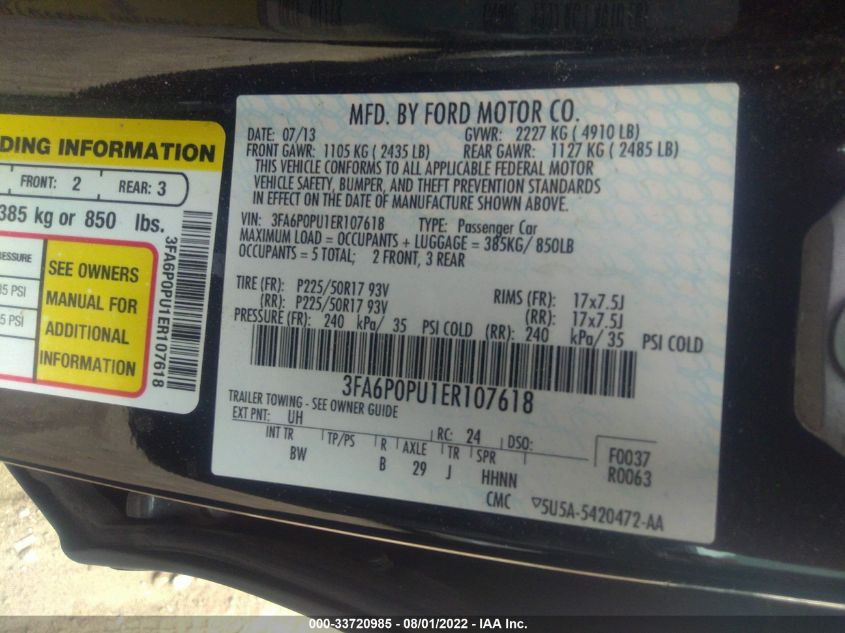 MFD. BY FORD MOTOR CO.
DATE: 07/13 GVWR: 2227 KG ( 4910 LB)
FRONT GAWR: 1105 KG ( 2435 LB) REAR GAWR: 1127 KG ( 2485 LB)
THIS VEHICLE CONFORMS TO ALL APPLICABLE FEDERAL MOTOR
VEHICLE SAFETY, BUMPER, AND THEFT PREVENTION STANDARDS
IN EFFECT ON THE DATE OF MANUFACTURE SHOWN ABOVE.
VIN: 3FA6P0PU1ER107618 TYPE: Passenger Car
MAXIMUM LOAD = OCCUPANTS + LUGGAGE = 385KG/ 850LB
OCCUPANTS = 5 TOTAL; 2 FRONT, 3 REAR
TIRE (FR): P225/50R17 93V RIMS (FR): 17x7.5J
(RR): P225/50R17 93V (RR): 17x7.5J
PRESSURE (FR): 240 kPa/ 35 PSI COLD (RR): 240 kPa/ 35 PSI COLD
3FA6P0PU1ER107618
TRAILER TOWING - SEE OWNER GUIDE
EXT PNT: UH RC: 24 DSO: F0037
INT TR TP/PS R AXLE TR SPR R0063
BW B 29 J HHNN
CMC 5U5A-5420472-AA
DING INFORMATION
FRONT: 2 REAR: 3
385 kg or 850 lbs.
RESSURE
35 PSI
5 PSI
SEE OWNERS
MANUAL FOR
ADDITIONAL
INFORMATION
3FA6P0PU1ER107618
000-33720985 - 08/01/2022 - IAA Inc.